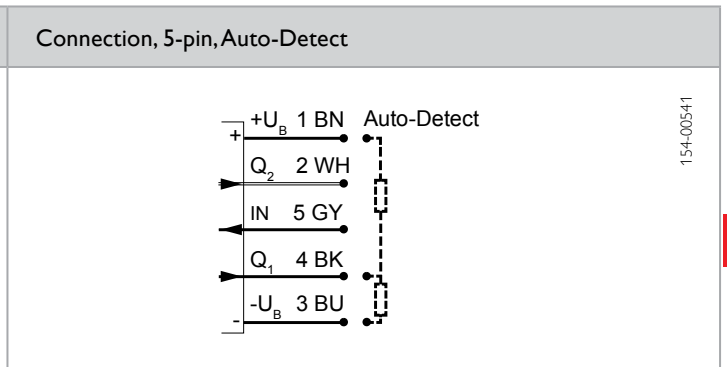 Connection, 5-pin, Auto-Detect
+U_B 1 BN Auto-Detect
+
Q_2 2 WH
IN 5 GY
Q_1 4 BK
-U_B 3 BU
-
154-00541